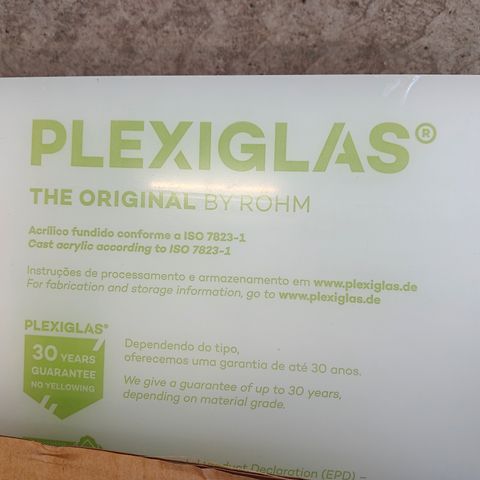 PLEXIGLAS®
THE ORIGINAL BY RÖHM
Acrílico fundido conforme a ISO 7823-1
Cast acrylic according to ISO 7823-1
Instruções de processamento e armazenamento em www.plexiglas.de
For fabrication and storage information, go to www.plexiglas.de
PLEXIGLAS®
30 YEARS
GUARANTEE
NO YELLOWING
Dependendo do tipo,
oferecemos uma garantia de até 30 anos.
We give a guarantee of up to 30 years,
depending on material grade.
Declaration (EPD) –